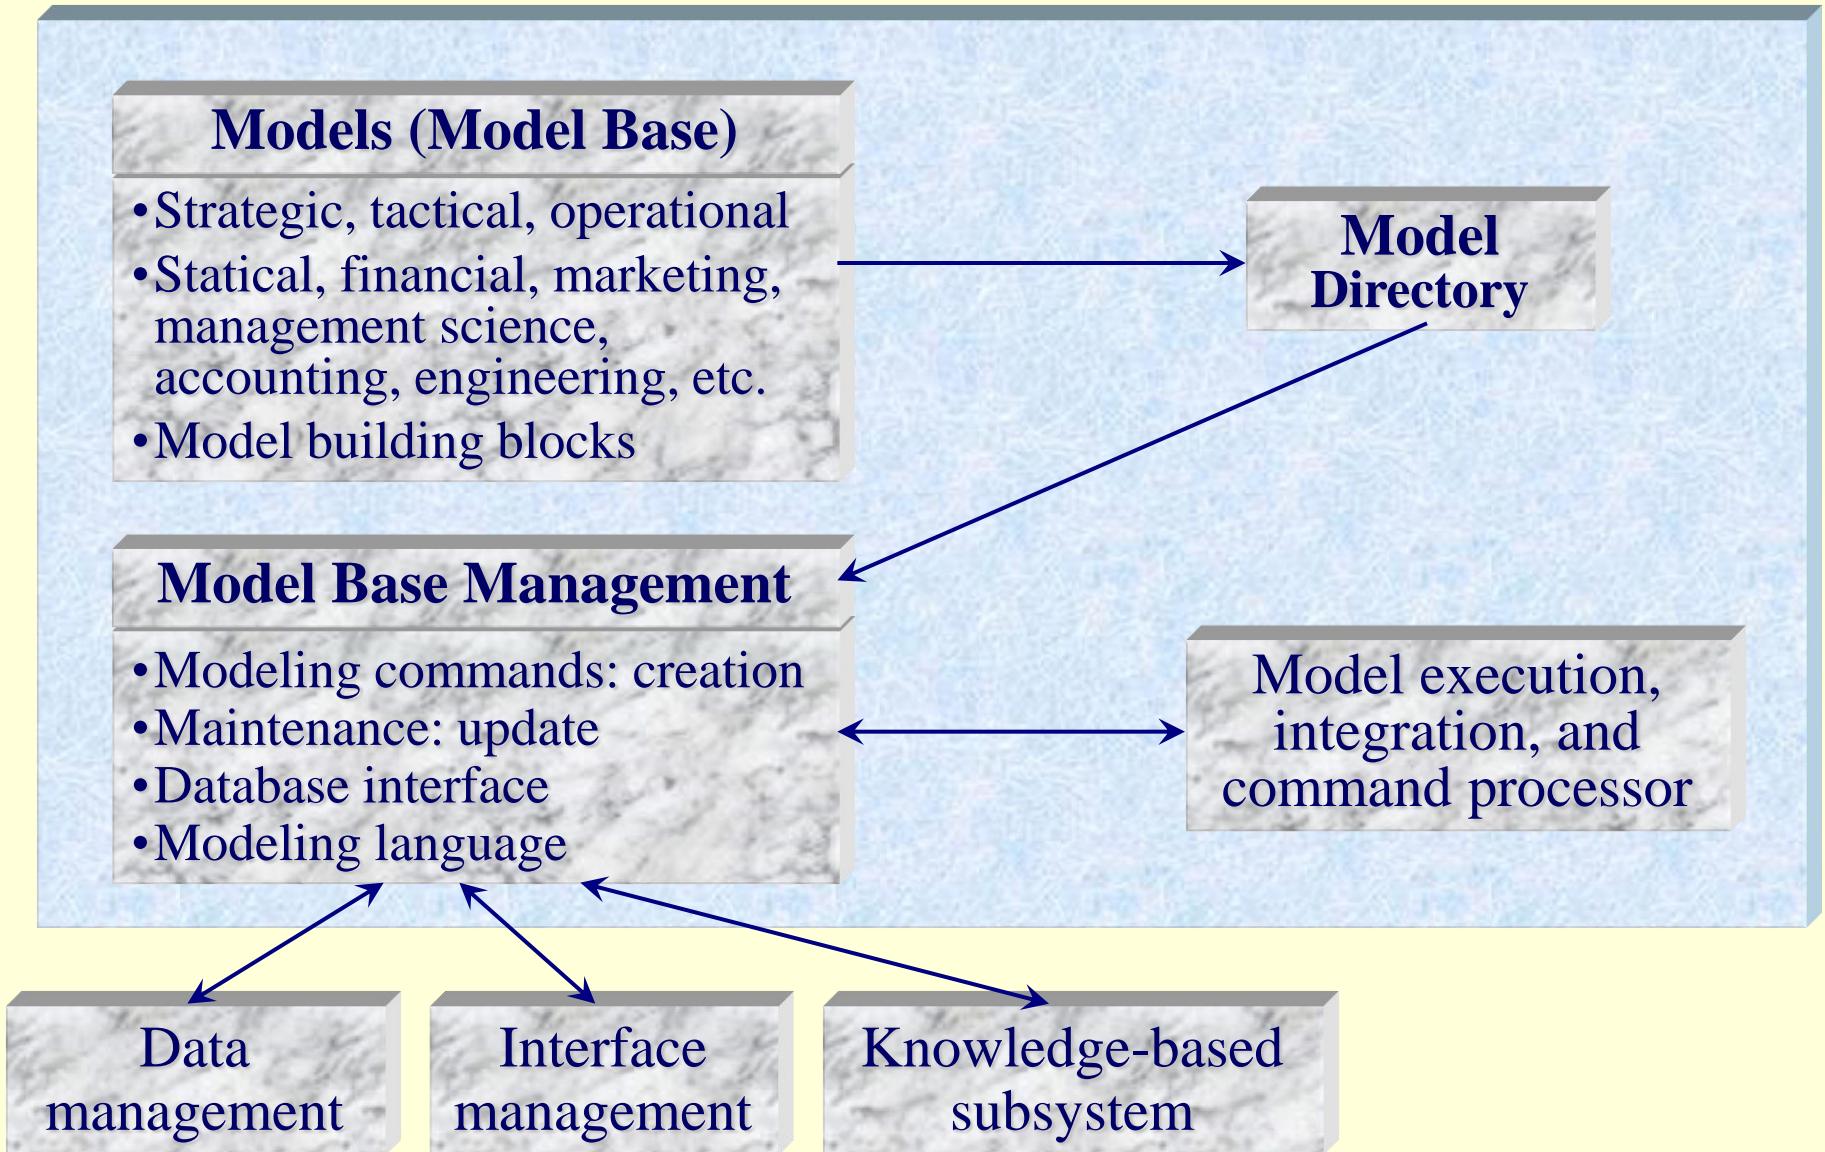 Models (Model Base)
•Strategic, tactical, operational
•Statical, financial, marketing,
management science,
accounting, engineering, etc.
•Model building blocks
Model
Directory
Model Base Management
•Modeling commands: creation
•Maintenance: update
•Database interface
•Modeling language
Model execution,
integration, and
command processor
Data
management
Interface
management
Knowledge-based
subsystem